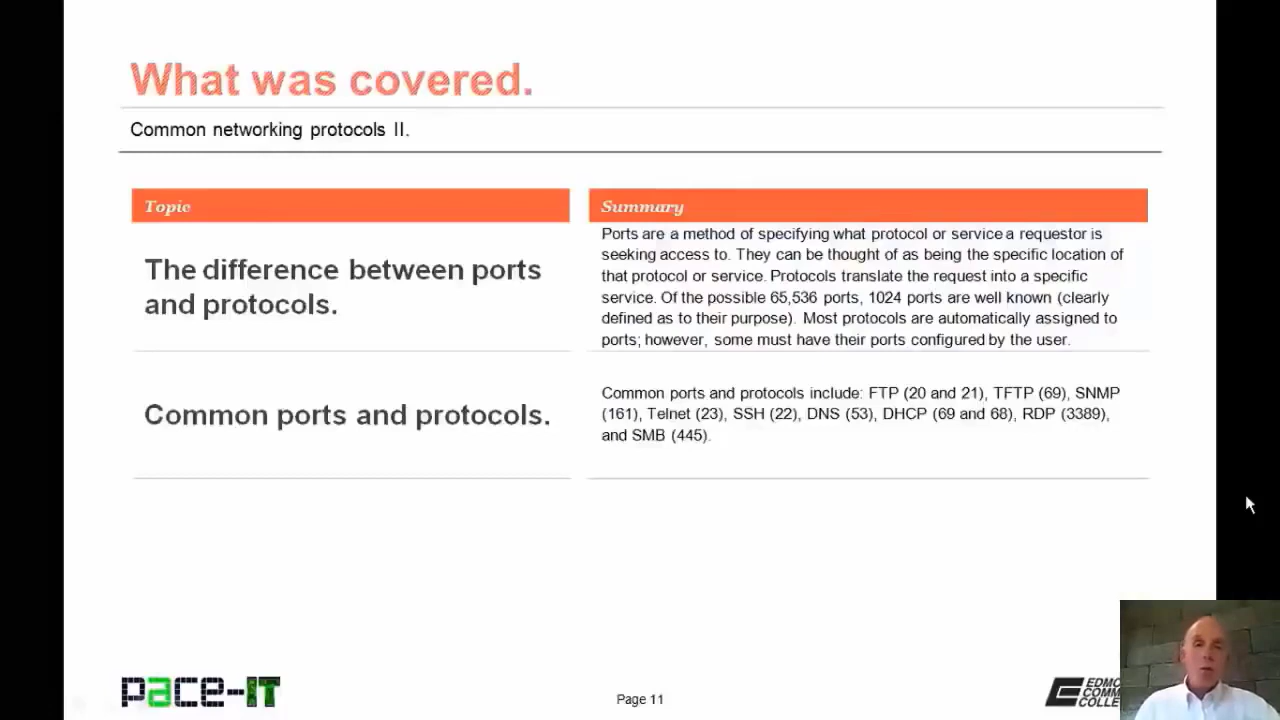 What was covered.
Common networking protocols II.
Topic
Summary
The difference between ports
and protocols.
Ports are a method of specifying what protocol or service a requestor is
seeking access to. They can be thought of as being the specific location of
that protocol or service. Protocols translate the request into a specific
service. Of the possible 65,536 ports, 1024 ports are well known (clearly
defined as to their purpose). Most protocols are automatically assigned to
ports; however, some must have their ports configured by the user.
Common ports and protocols.
Common ports and protocols include: FTP (20 and 21), TFTP (69), SNMP
(161), Telnet (23), SSH (22), DNS (53), DHCP (69 and 68), RDP (3389),
and SMB (445).
pace-IT
Page 11